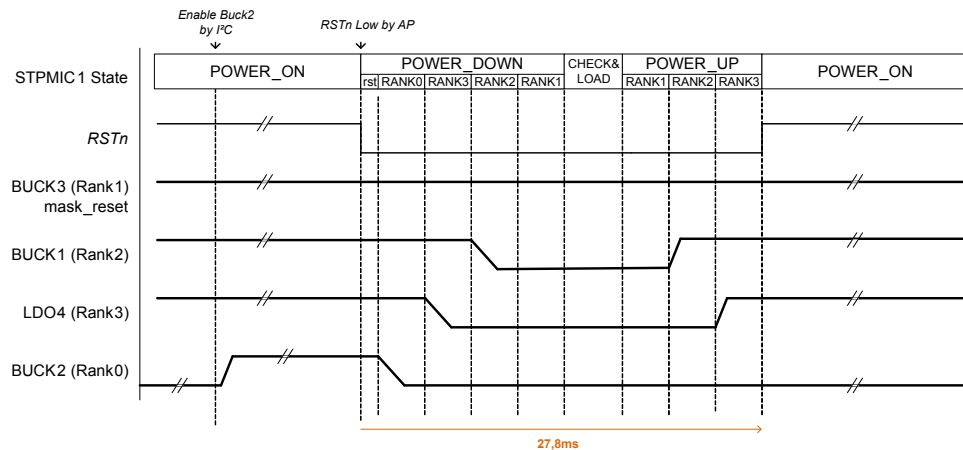 Enable Buck2
by I²C
RSTn Low by AP
STPMIC1 State
POWER_ON
POWER_DOWN
CHECK&
LOAD
POWER_UP
POWER_ON
rst RANK0 RANK3 RANK2 RANK1
RANK1 RANK2 RANK3
RSTn
BUCK3 (Rank1)
mask_reset
BUCK1 (Rank2)
LDO4 (Rank3)
BUCK2 (Rank0)
27,8ms